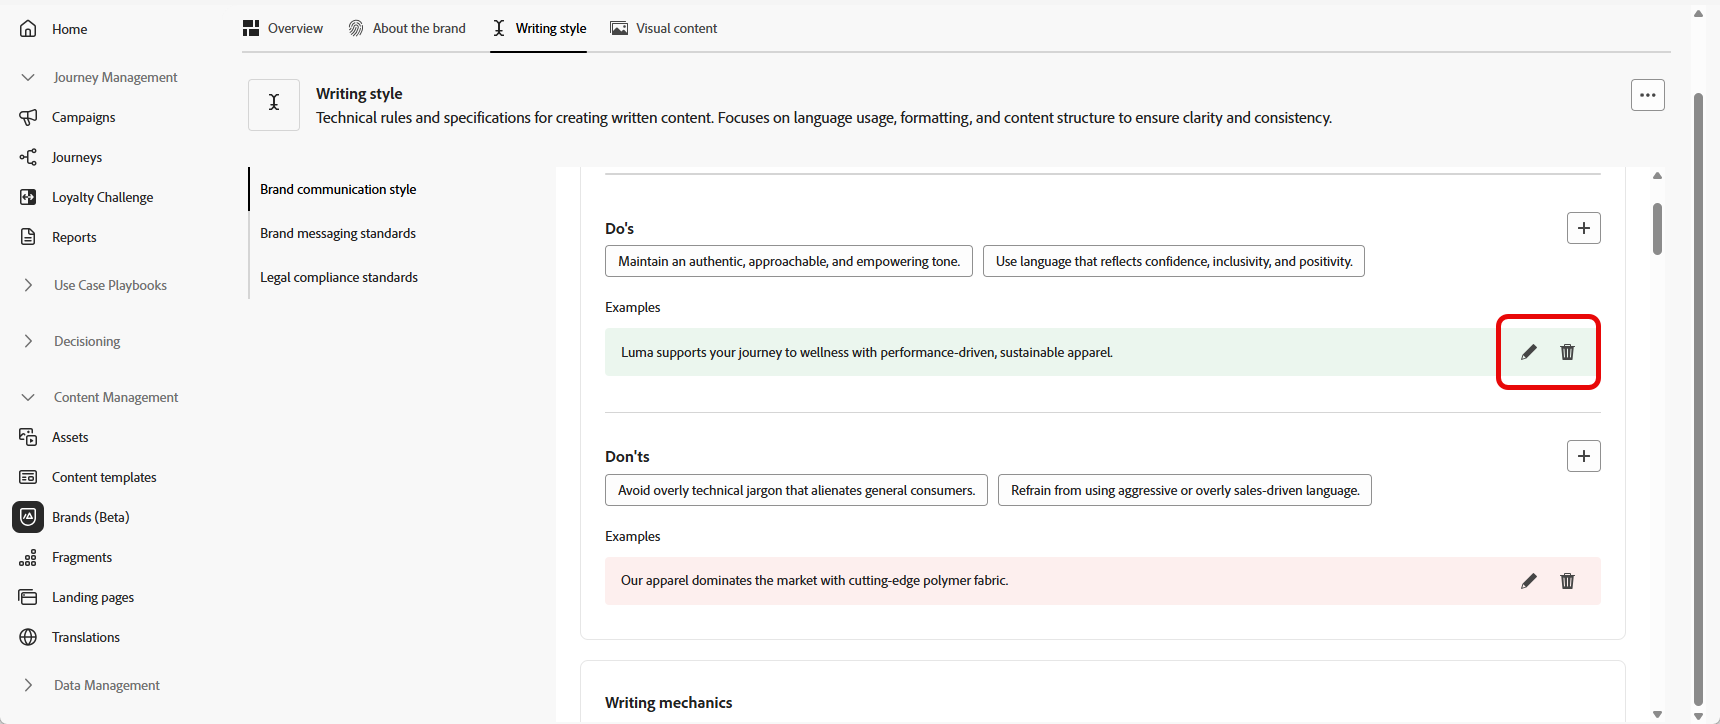 Home
Journey Management
Campaigns
Journeys
Loyalty Challenge
Reports
Use Case Playbooks
Decisioning
Content Management
Assets
Content templates
Brands (Beta)
Fragments
Landing pages
Translations
Data Management
Overview
About the brand
Writing style
Visual content
Writing style
Technical rules and specifications for creating written content. Focuses on language usage, formatting, and content structure to ensure clarity and consistency.
Brand communication style
Brand messaging standards
Legal compliance standards
Do's
Maintain an authentic, approachable, and empowering tone.
Use language that reflects confidence, inclusivity, and positivity.
Examples
Luma supports your journey to wellness with performance-driven, sustainable apparel.
Don'ts
Avoid overly technical jargon that alienates general consumers.
Refrain from using aggressive or overly sales-driven language.
Examples
Our apparel dominates the market with cutting-edge polymer fabric.
Writing mechanics